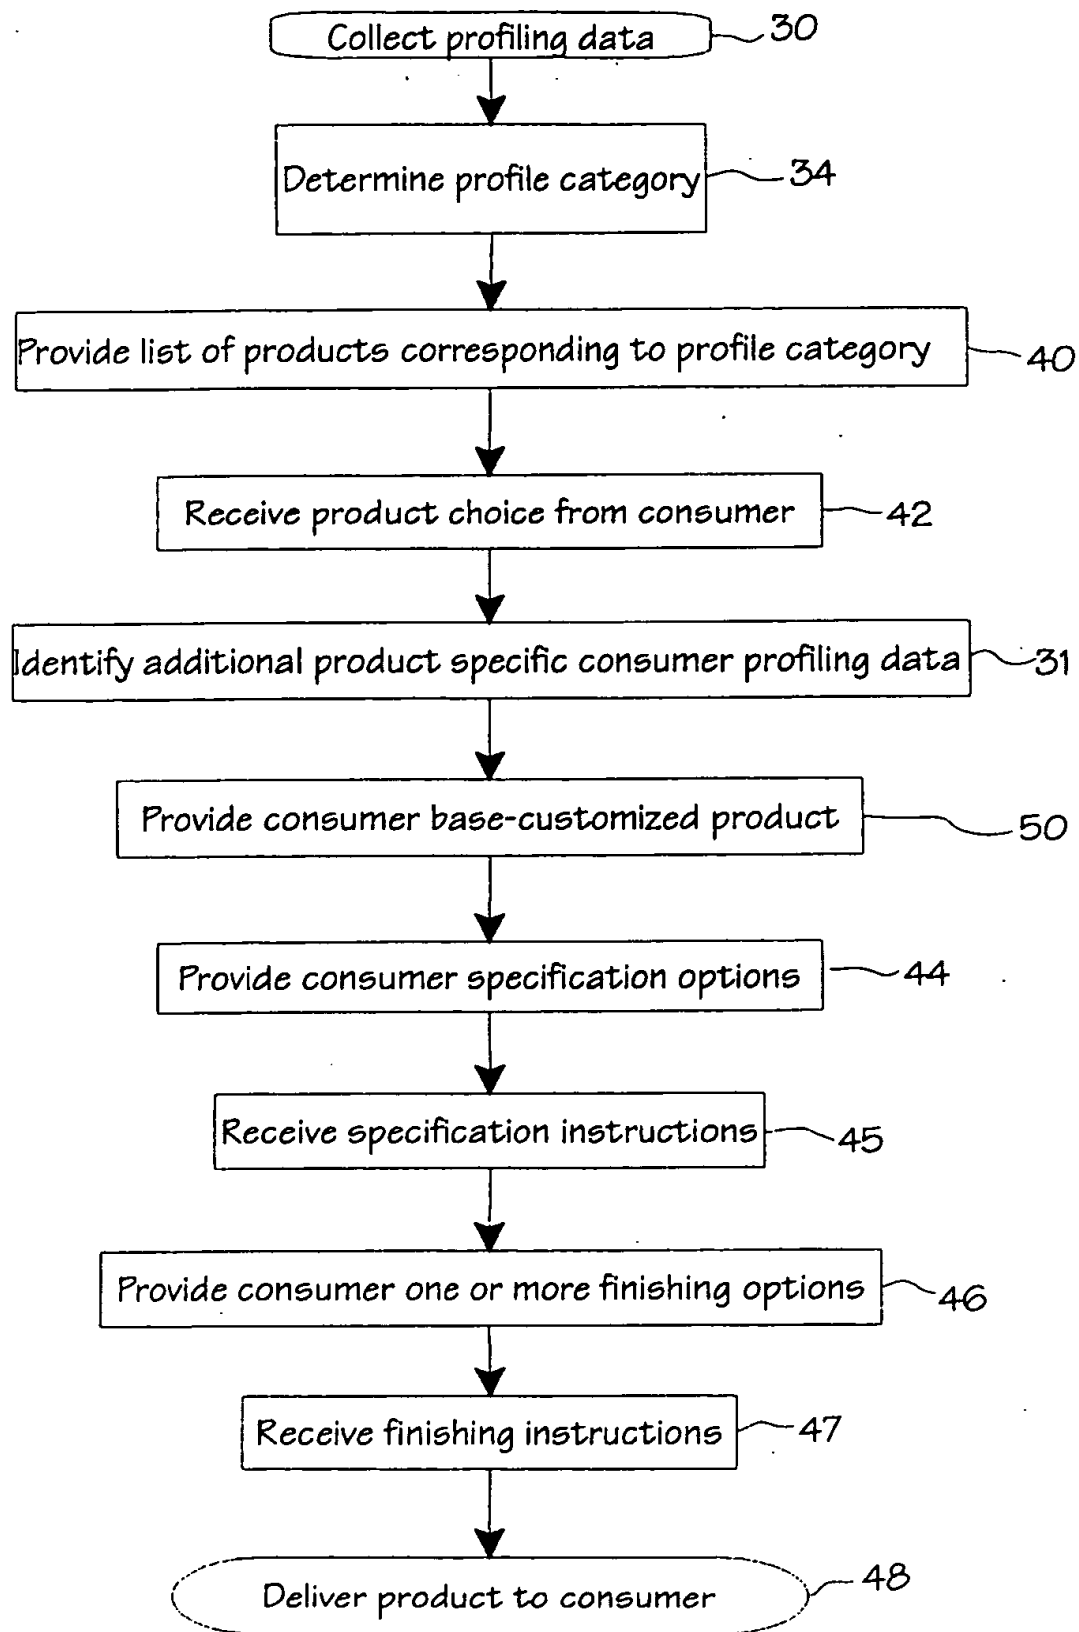 Collect profiling data 30
Determine profile category 34
Provide list of products corresponding to profile category 40
Receive product choice from consumer 42
Identify additional product specific consumer profiling data 31
Provide consumer base-customized product 50
Provide consumer specification options 44
Receive specification instructions 45
Provide consumer one or more finishing options 46
Receive finishing instructions 47
Deliver product to consumer 48